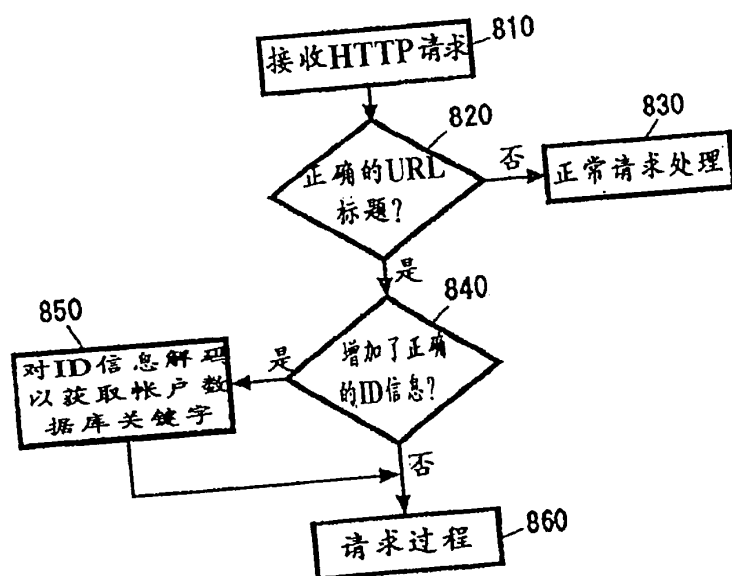 接收HTTP请求
810
820
正确的URL
标题?
否
830
正常请求处理
是
840
增加了正确
的ID信息?
是
850
对ID信息解码
以获取帐户数
据库关键字
否
请求过程
860